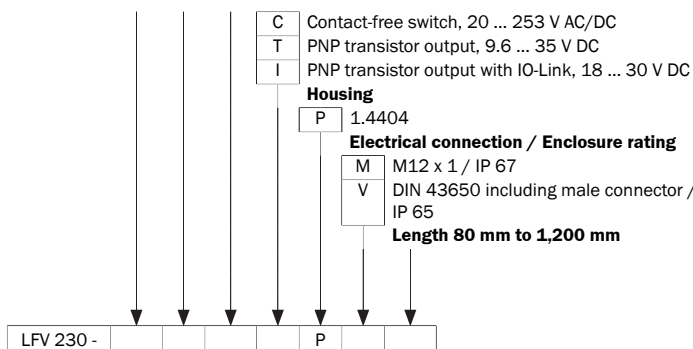 C Contact-free switch, 20 ... 253 V AC/DC
T PNP transistor output, 9.6 ... 35 V DC
I PNP transistor output with IO-Link, 18 ... 30 V DC
Housing
P 1.4404
Electrical connection / Enclosure rating
M M12 x 1 / IP 67
V DIN 43650 including male connector /
IP 65
Length 80 mm to 1,200 mm
LFV 230 - P